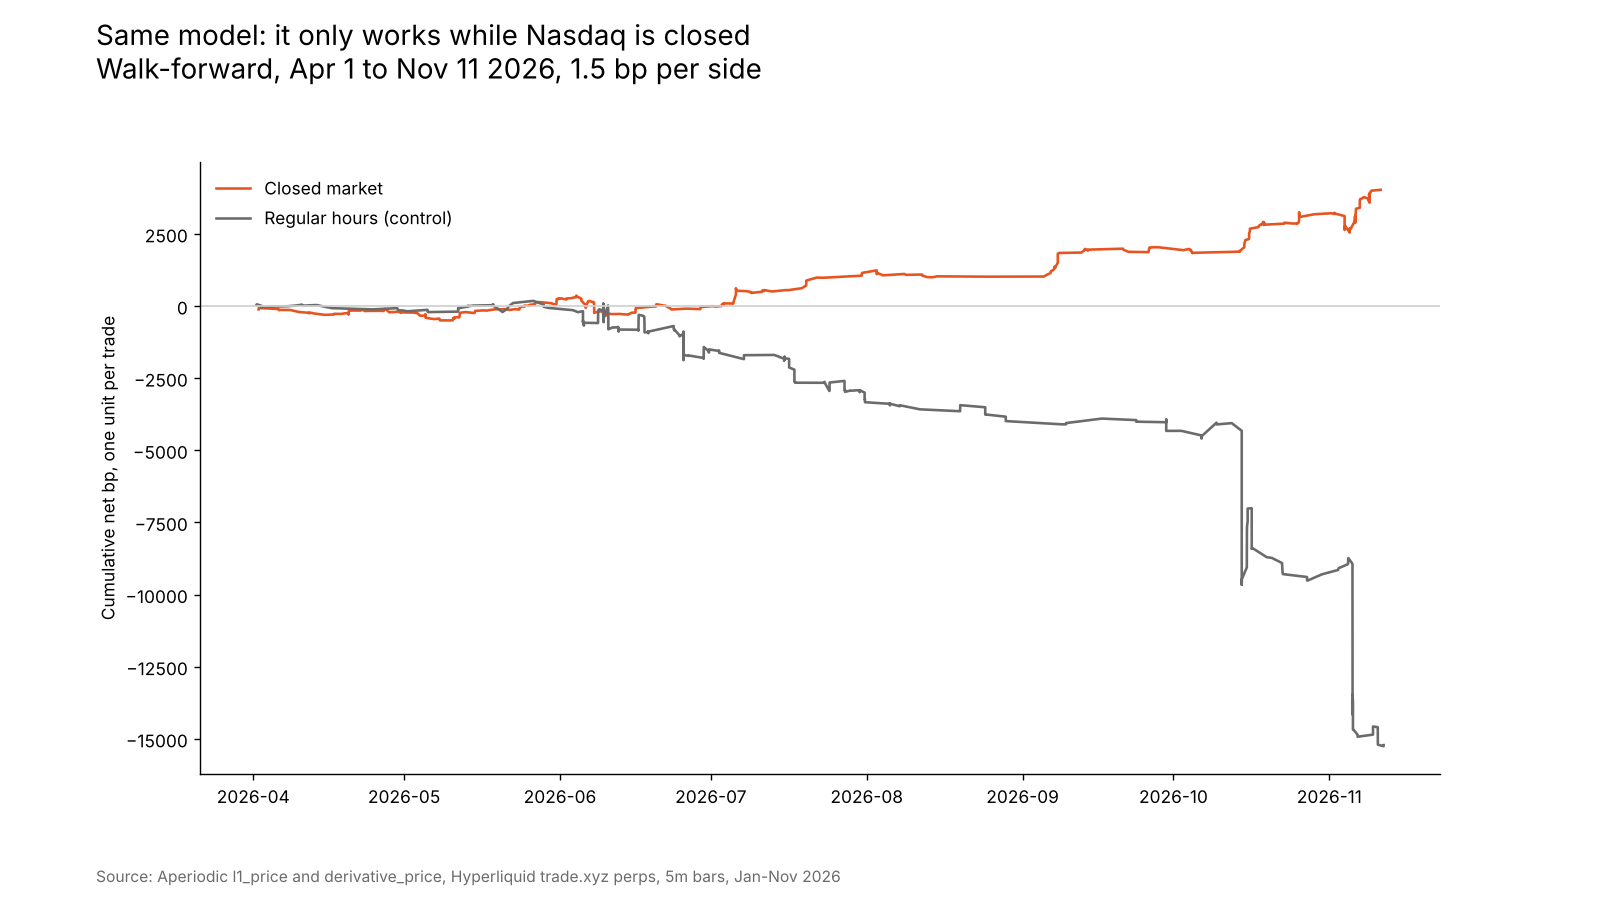 Same model: it only works while Nasdaq is closed
Walk-forward, Apr 1 to Nov 11 2026, 1.5 bp per side
Closed market
Regular hours (control)
Cumulative net bp, one unit per trade
2500
0
−2500
−5000
−7500
−10000
−12500
−15000
2026-04
2026-05
2026-06
2026-07
2026-08
2026-09
2026-10
2026-11
Source: Aperiodic l1_price and derivative_price, Hyperliquid trade.xyz perps, 5m bars, Jan-Nov 2026